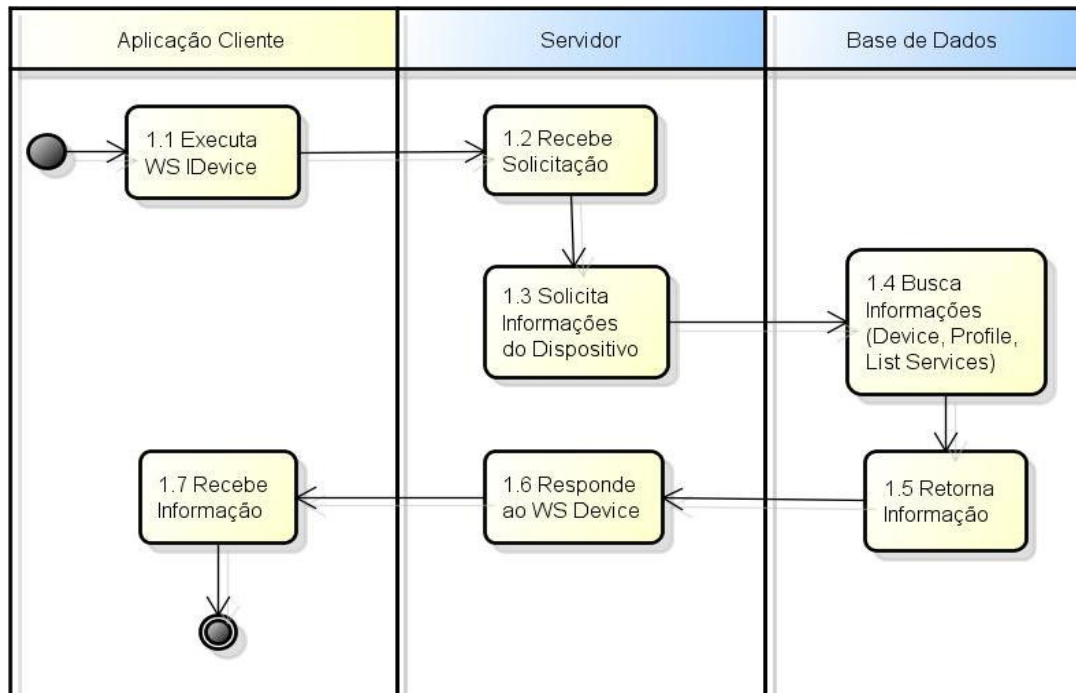 Aplicação Cliente
Servidor
Base de Dados
1.1 Executa
WS IDevice
1.2 Recebe
Solicitação
1.3 Solicita
Informações
do Dispositivo
1.4 Busca
Informações
(Device, Profile,
List Services)
1.5 Retorna
Informação
1.6 Responde
ao WS Device
1.7 Recebe
Informação